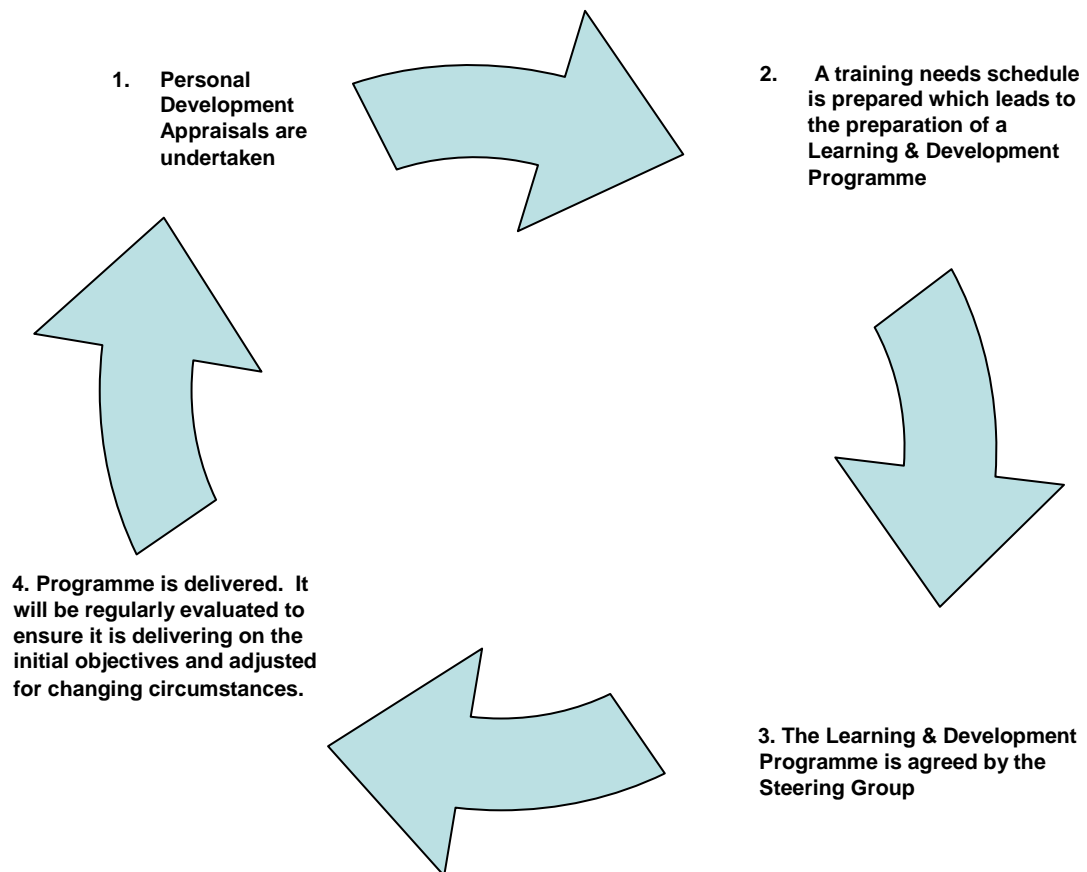 1. Personal
Development
Appraisals are
undertaken
2. A training needs schedule
is prepared which leads to
the preparation of a
Learning & Development
Programme
3. The Learning & Development
Programme is agreed by the
Steering Group
4. Programme is delivered. It
will be regularly evaluated to
ensure it is delivering on the
initial objectives and adjusted
for changing circumstances.